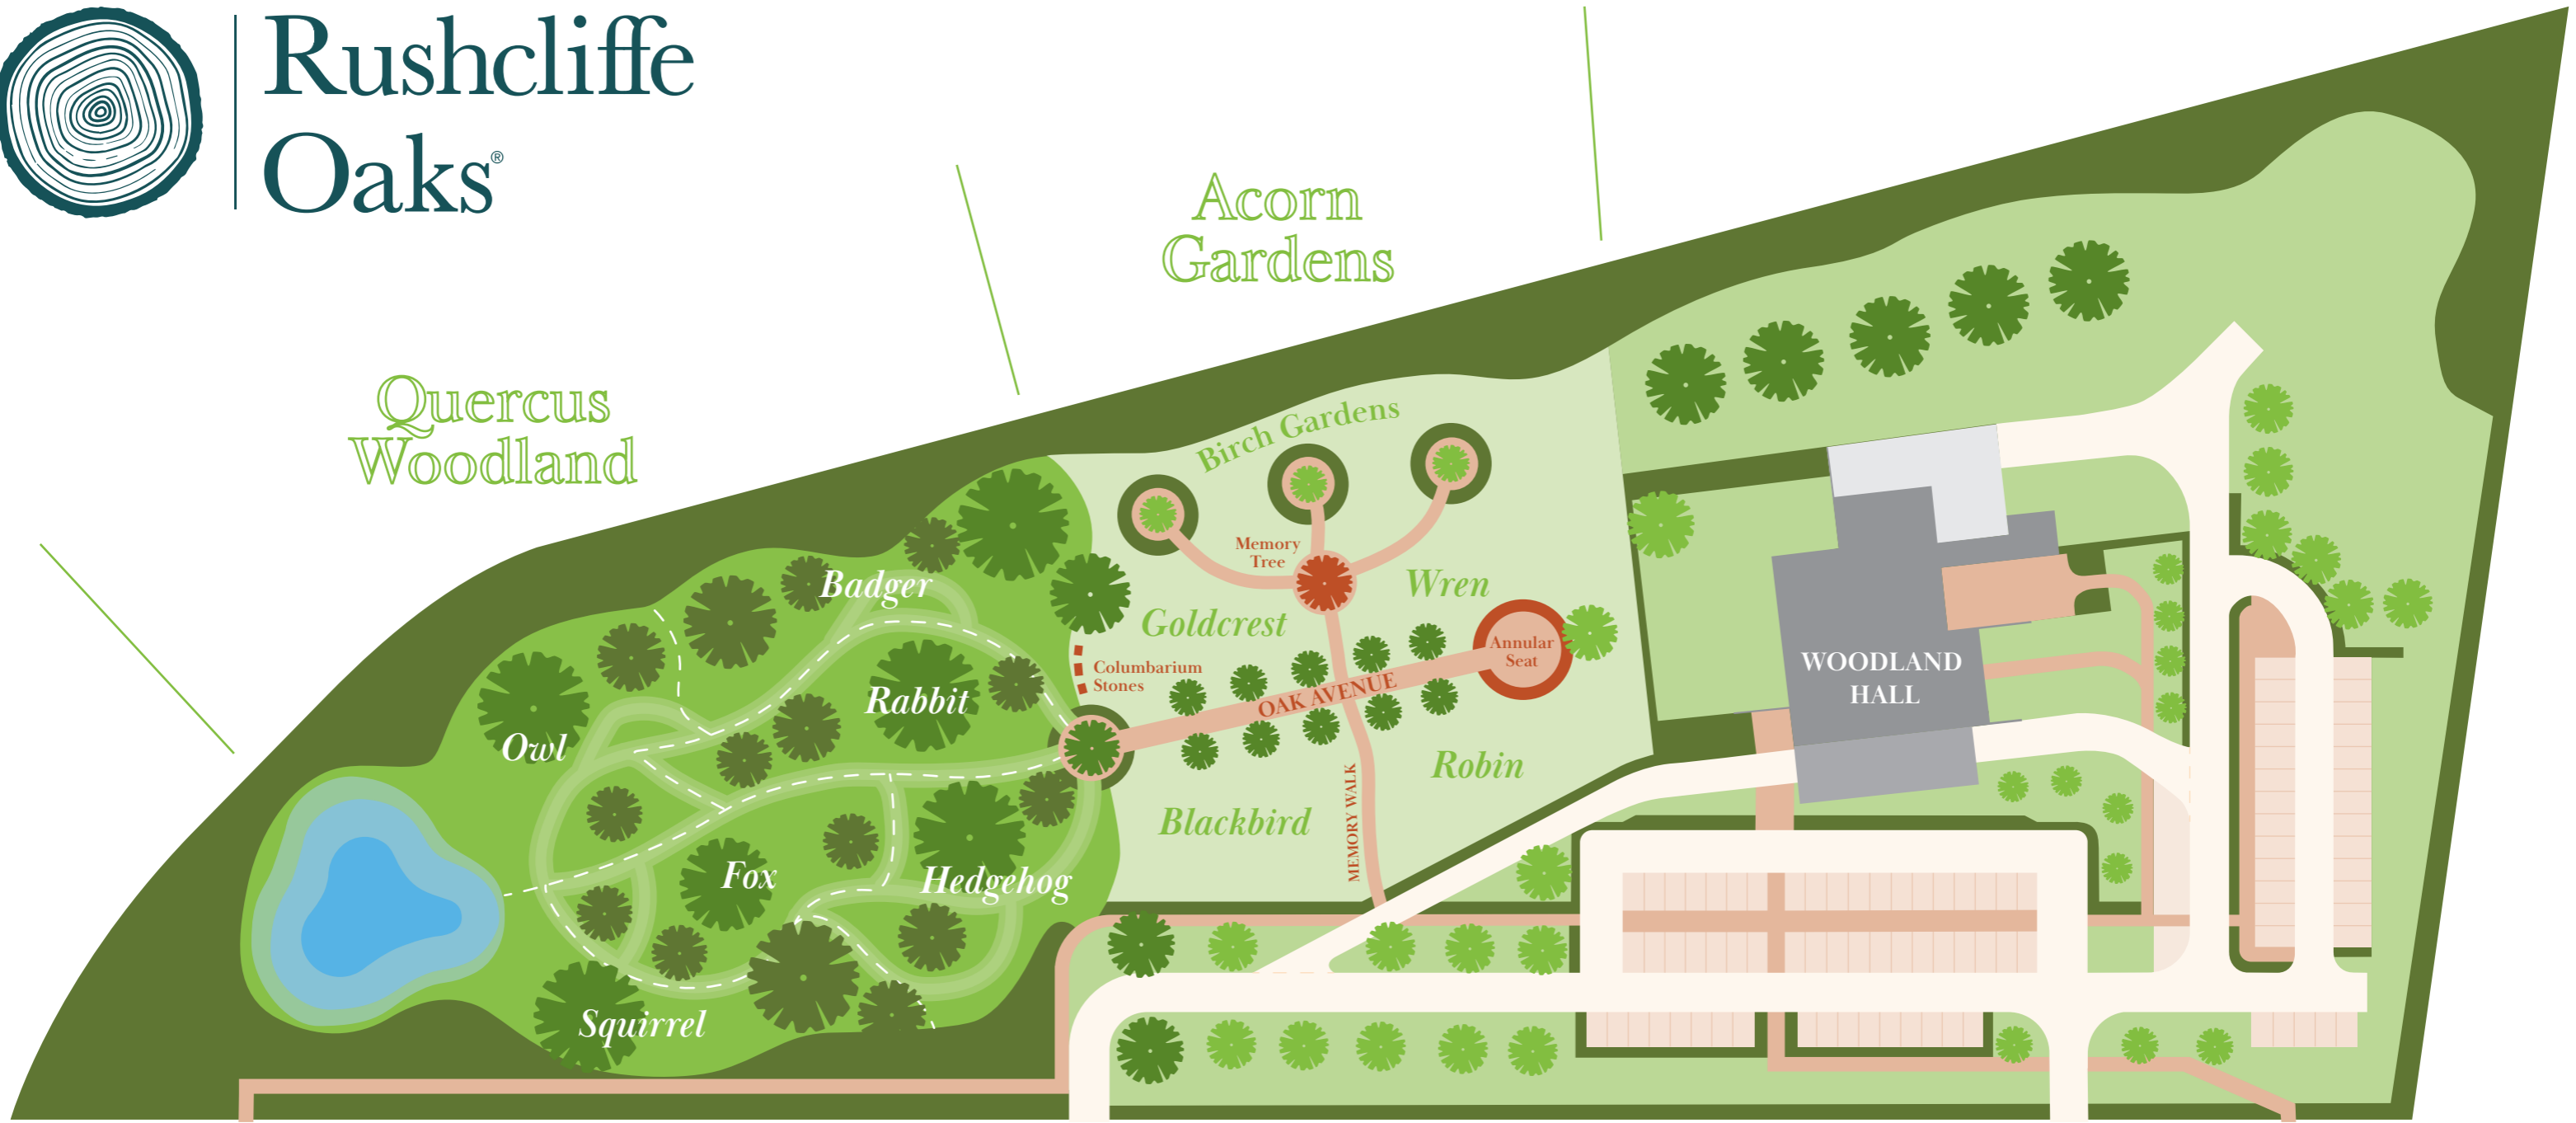 Rushcliffe
Oaks®
Acorn
Gardens
Quercus
Woodland
Birch Gardens
Memory
Tree
Wren
Goldcrest
Badger
Columbarium
Stones
Annular
Seat
OAK AVENUE
Rabbit
Owl
WOODLAND
HALL
Robin
Blackbird
MEMORY WALK
Fox
Hedgehog
Squirrel